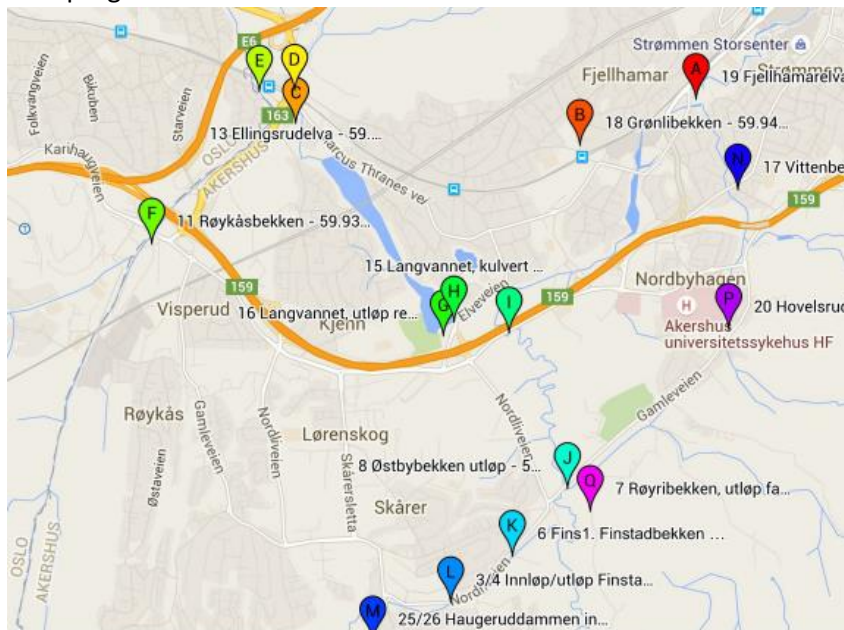 E6
Strømmen Storsenter
Fjellhamar
Strømmen
D
E
A
19 Fjellhamarelva
C
163
B
18 Grønlibekken - 59.94...
13 Ellingsrudelva - 59....
Folkvangveien
Bikuben
Starveien
OSLO
AKERSHUS
Marcus Thranes vei
Karihaugveien
N
17 Vittenbe
159
F
11 Røykåsbekken - 59.93...
15 Langvannet, kulvert ...
Nordbyhagen
159
H
159
Visperud
16 Langvannet, utløp re...
Kjenn
G
Elveveien
I
H
P
20 Hovelsrud
Akershus
universitetssykehus HF
Gamleveien
Røykås
Gamleveien
Nordliveien
Lørenskog
Skårersletta
Nordliveien
8 Østbybekken utløp - 5...
J
Østaveien
Q
7 Røyribekken, utløp fa...
Skårer
K
6 Fins1. Finstadbekken ...
OSLO
AKERSHUS
L
3/4 Innløp/utløp Finsta...
M
25/26 Haugeruddammen in...